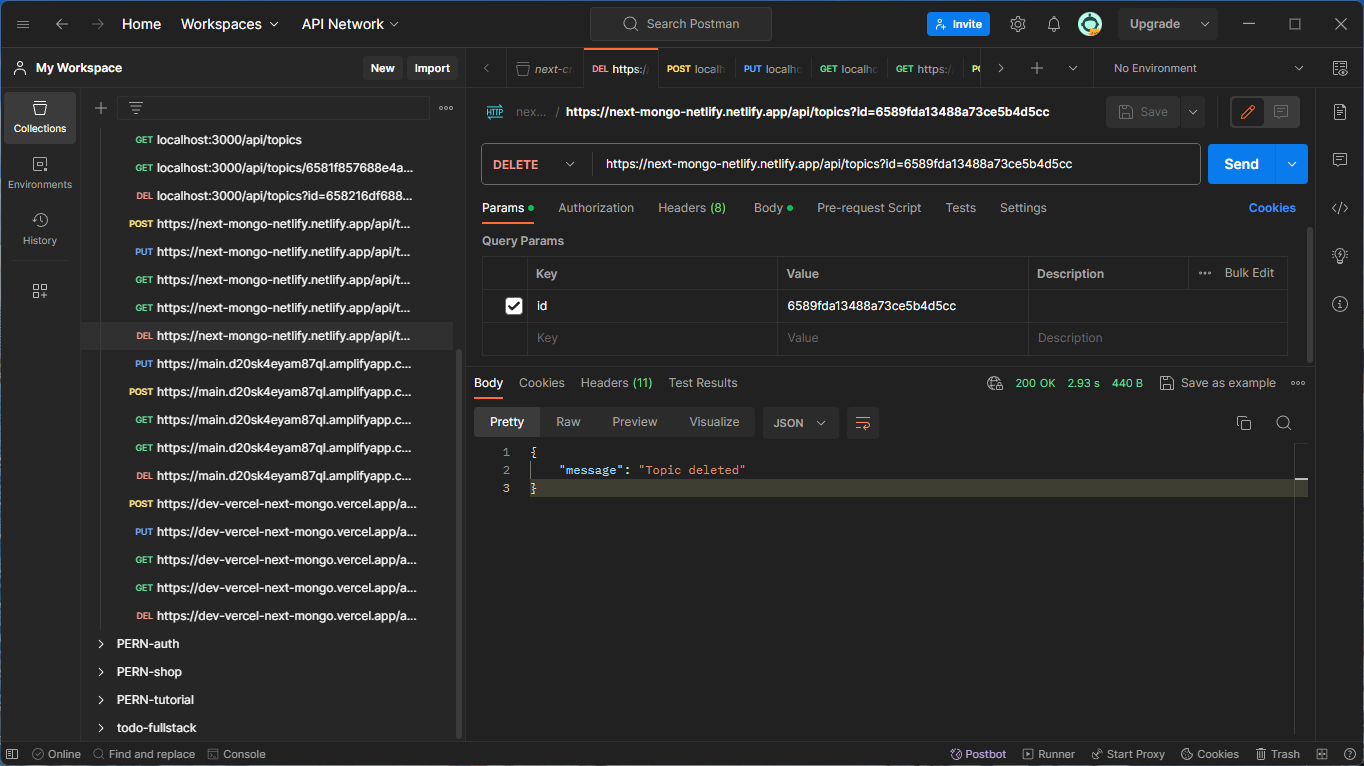 Home Workspaces API Network Search Postman Invite Upgrade
My Workspace New Import
next-c DEL https:/ POST localh PUT localho GET localho GET https:/ No Environment
Collections
Environments
History
GET localhost:3000/api/topics
GET localhost:3000/api/topics/6581f857688e4a...
DEL localhost:3000/api/topics?id=658216df688...
POST https://next-mongo-netlify.netlify.app/api/t...
PUT https://next-mongo-netlify.netlify.app/api/t...
GET https://next-mongo-netlify.netlify.app/api/t...
GET https://next-mongo-netlify.netlify.app/api/t...
DEL https://next-mongo-netlify.netlify.app/api/t...
PUT https://main.d20sk4eyam87ql.amplifyapp.c...
POST https://main.d20sk4eyam87ql.amplifyapp.c...
GET https://main.d20sk4eyam87ql.amplifyapp.c...
GET https://main.d20sk4eyam87ql.amplifyapp.c...
DEL https://main.d20sk4eyam87ql.amplifyapp.c...
POST https://dev-vercel-next-mongo.vercel.app/a...
PUT https://dev-vercel-next-mongo.vercel.app/a...
GET https://dev-vercel-next-mongo.vercel.app/a...
GET https://dev-vercel-next-mongo.vercel.app/a...
DEL https://dev-vercel-next-mongo.vercel.app/a...
PERN-auth
PERN-shop
PERN-tutorial
todo-fullstack
HTTP nex... / https://next-mongo-netlify.netlify.app/api/topics?id=6589fda13488a73ce5b4d5cc Save
DELETE https://next-mongo-netlify.netlify.app/api/topics?id=6589fda13488a73ce5b4d5cc Send
Params Authorization Headers (8) Body Pre-request Script Tests Settings Cookies
Query Params
Key Value Description Bulk Edit
id 6589fda13488a73ce5b4d5cc
Key Value Description
Body Cookies Headers (11) Test Results 200 OK 2.93 s 440 B Save as example
Pretty Raw Preview Visualize JSON
1 {
2 "message": "Topic deleted"
3 }
Online Find and replace Console Postbot Runner Start Proxy Cookies Trash